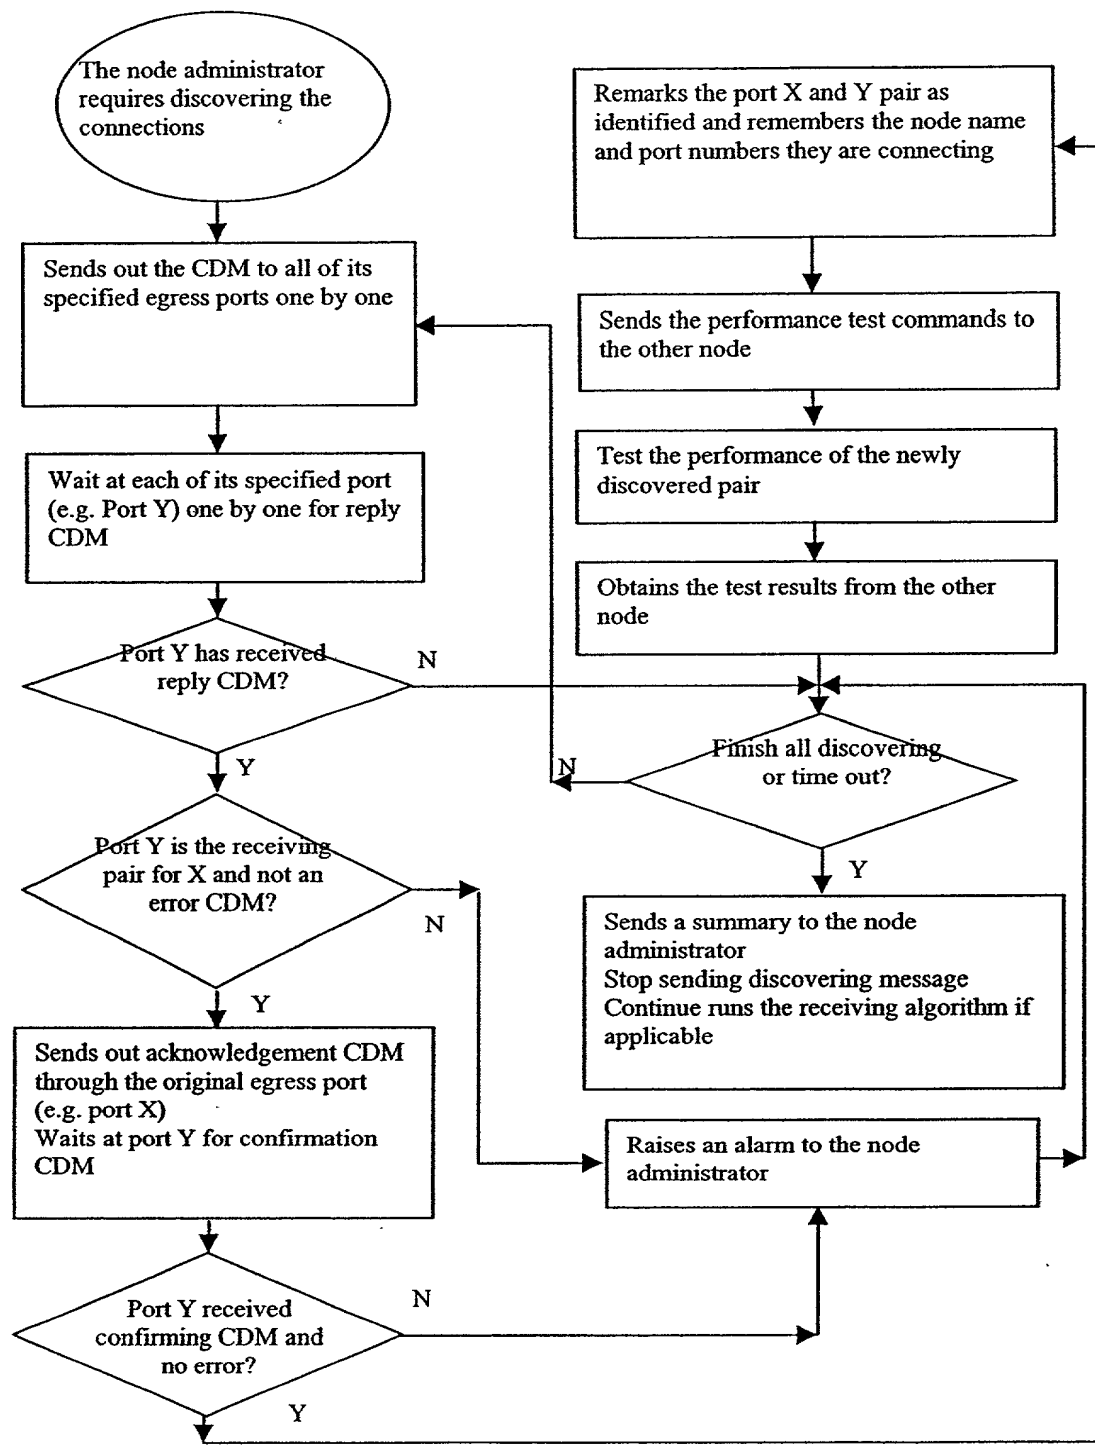 The node administrator
requires discovering the
connections
Sends out the CDM to all of its
specified egress ports one by one
Wait at each of its specified port
(e.g. Port Y) one by one for reply
CDM
Port Y has received
reply CDM?
N
Y
Port Y is the receiving
pair for X and not an
error CDM?
N
Y
Sends out acknowledgement CDM
through the original egress port
(e.g. port X)
Waits at port Y for confirmation
CDM
Port Y received
confirming CDM and
no error?
N
Y
Remarks the port X and Y pair as
identified and remembers the node name
and port numbers they are connecting
Sends the performance test commands to
the other node
Test the performance of the newly
discovered pair
Obtains the test results from the other
node
Finish all discovering
or time out?
N
Y
Sends a summary to the node
administrator
Stop sending discovering message
Continue runs the receiving algorithm if
applicable
Raises an alarm to the node
administrator